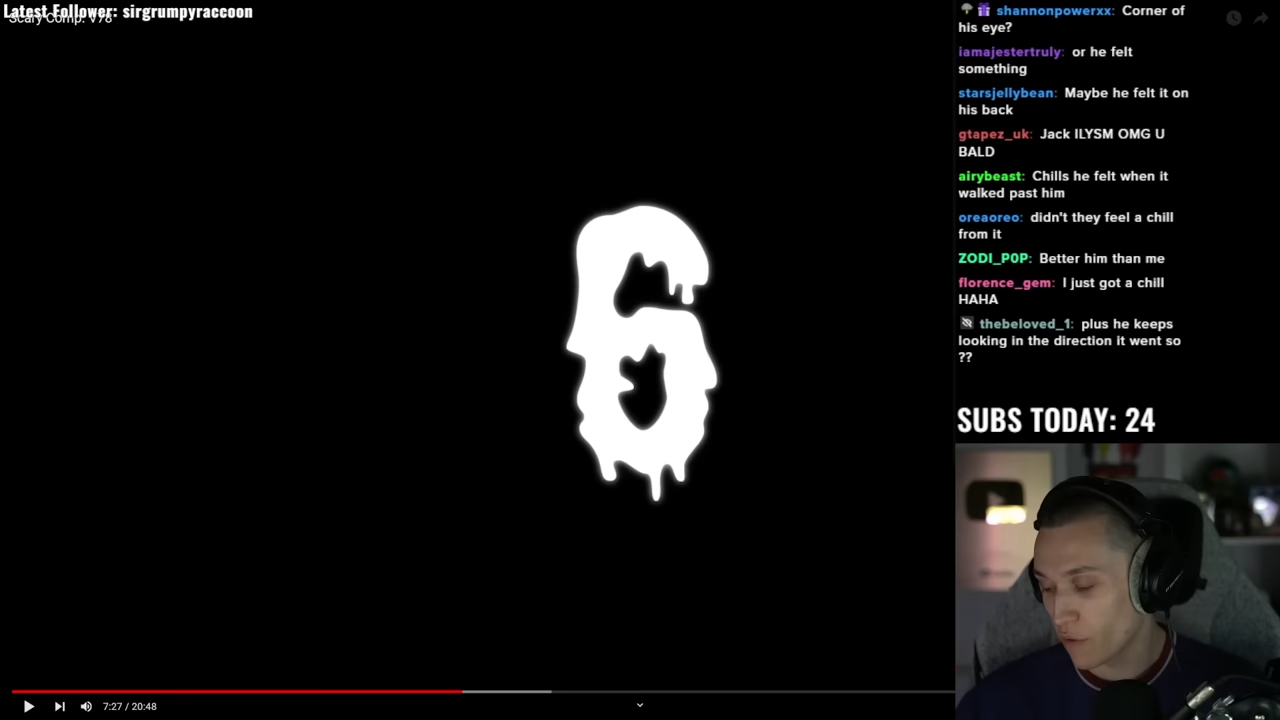 Latest Follower: sirgrumpyraccoon
Scary Comp. V78
6
shannonpowerxx: Corner of
his eye?
iamajestertruly: or he felt
something
starsjellybean: Maybe he felt it on
his back
gtapez_uk: Jack ILYSM OMG U
BALD
airybeast: Chills he felt when it
walked past him
oreaoreo: didn't they feel a chill
from it
ZODI_P0P: Better him than me
florence_gem: I just got a chill
HAHA
thebeloved_1: plus he keeps
looking in the direction it went so
??
SUBS TODAY: 24
7:27 / 20:48